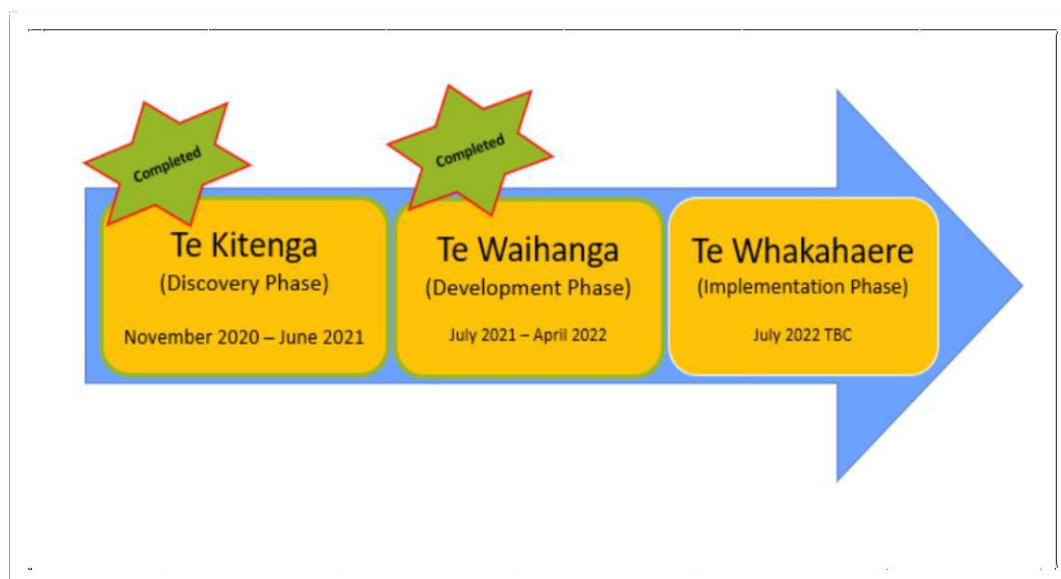 Completed
Completed
Te Kitenga
(Discovery Phase)
November 2020 – June 2021
Te Waihanga
(Development Phase)
July 2021 – April 2022
Te Whakahaere
(Implementation Phase)
July 2022 TBC